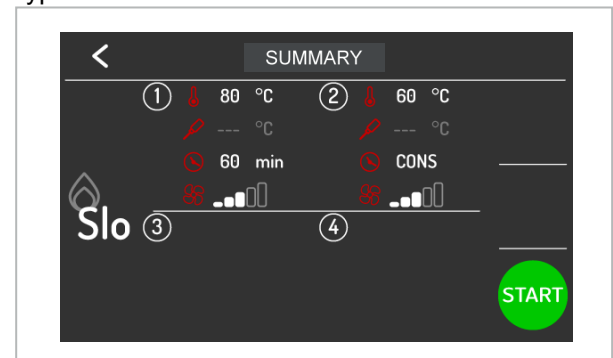 SUMMARY
1 80 °C 2 60 °C
--- °C --- °C
60 min CONS
Slo 3 4
START